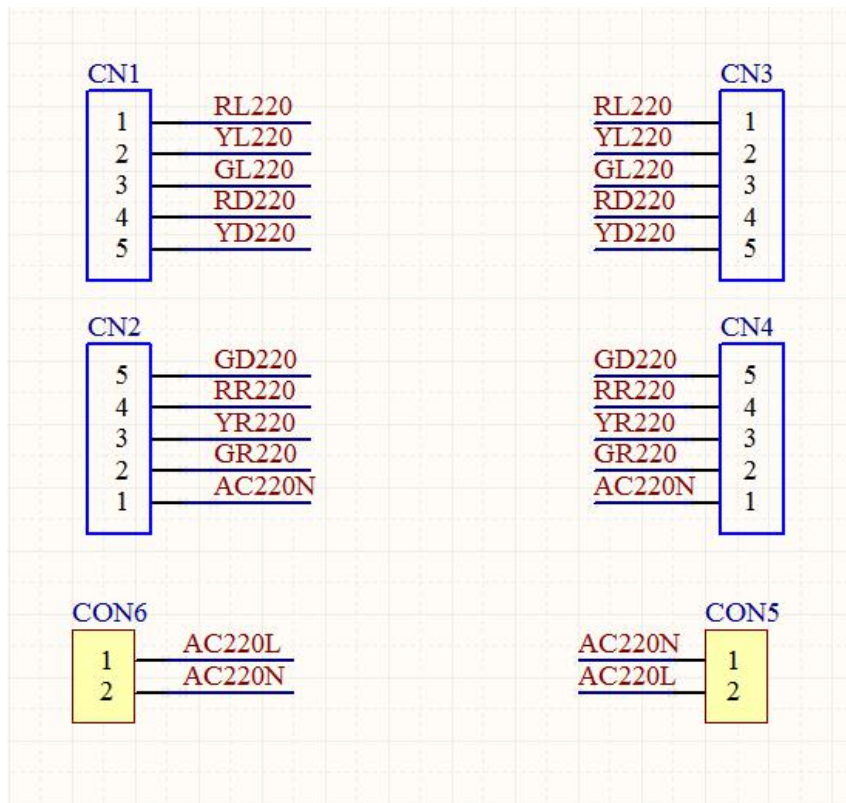 CN1
1 RL220
2 YL220
3 GL220
4 RD220
5 YD220
CN3
RL220 1
YL220 2
GL220 3
RD220 4
YD220 5
CN2
5 GD220
4 RR220
3 YR220
2 GR220
1 AC220N
CN4
GD220 5
RR220 4
YR220 3
GR220 2
AC220N 1
CON6
1 AC220L
2 AC220N
CON5
AC220N 1
AC220L 2